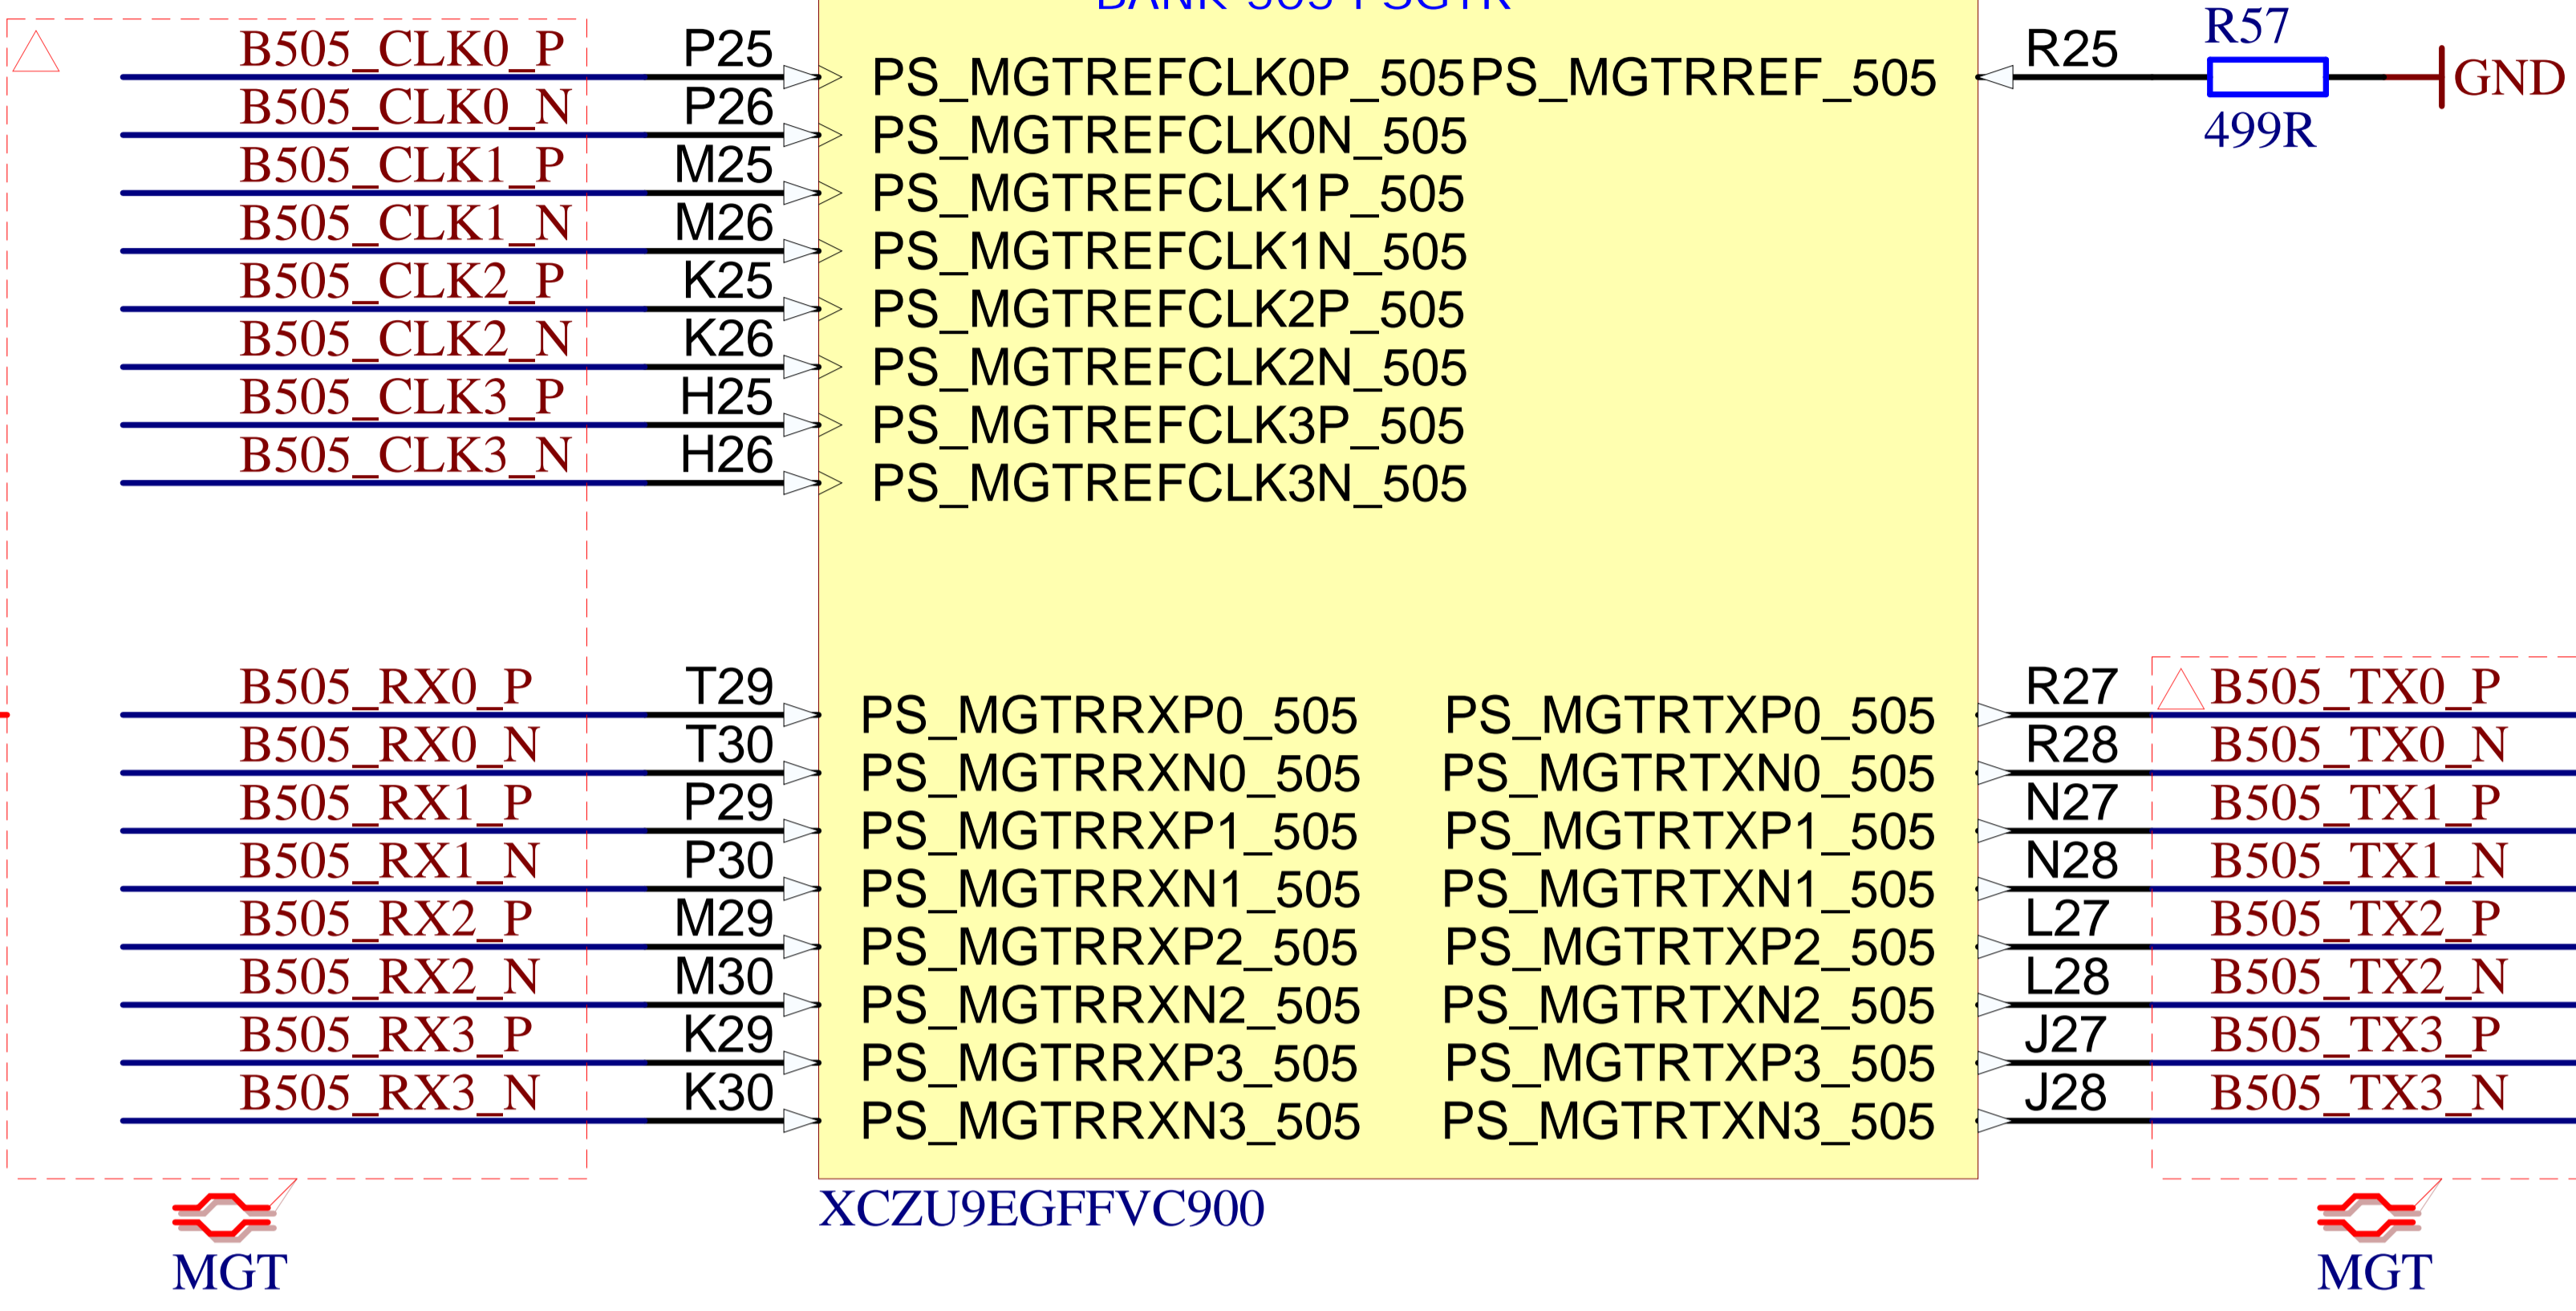 BANK 505 PSGTR
B505_CLK0_P P25 PS_MGTREFCLK0P_505 PS_MGTRREF_505 R25 R57 GND
499R
B505_CLK0_N P26 PS_MGTREFCLK0N_505
B505_CLK1_P M25 PS_MGTREFCLK1P_505
B505_CLK1_N M26 PS_MGTREFCLK1N_505
B505_CLK2_P K25 PS_MGTREFCLK2P_505
B505_CLK2_N K26 PS_MGTREFCLK2N_505
B505_CLK3_P H25 PS_MGTREFCLK3P_505
B505_CLK3_N H26 PS_MGTREFCLK3N_505
B505_RX0_P T29 PS_MGTRRXP0_505 PS_MGTRTXP0_505 R27 B505_TX0_P
B505_RX0_N T30 PS_MGTRRXN0_505 PS_MGTRTXN0_505 R28 B505_TX0_N
B505_RX1_P P29 PS_MGTRRXP1_505 PS_MGTRTXP1_505 N27 B505_TX1_P
B505_RX1_N P30 PS_MGTRRXN1_505 PS_MGTRTXN1_505 N28 B505_TX1_N
B505_RX2_P M29 PS_MGTRRXP2_505 PS_MGTRTXP2_505 L27 B505_TX2_P
B505_RX2_N M30 PS_MGTRRXN2_505 PS_MGTRTXN2_505 L28 B505_TX2_N
B505_RX3_P K29 PS_MGTRRXP3_505 PS_MGTRTXP3_505 J27 B505_TX3_P
B505_RX3_N K30 PS_MGTRRXN3_505 PS_MGTRTXN3_505 J28 B505_TX3_N
XCZU9EGFFVC900
MGT MGT